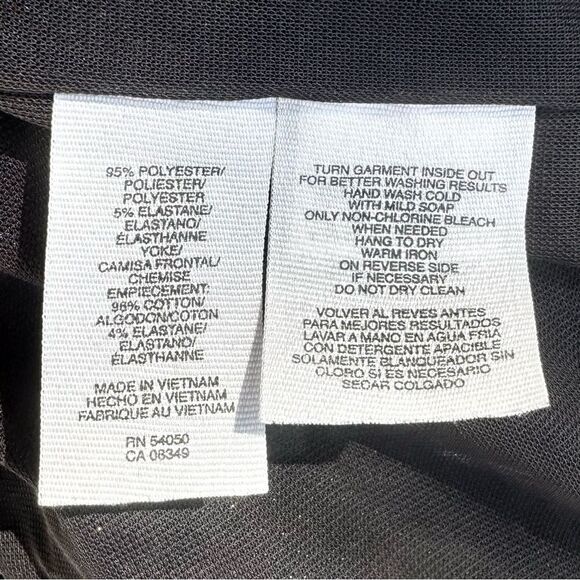 95% POLYESTER/
POLIESTER/
POLYESTER
5% ELASTANE/
ELASTANO/
ÉLASTHANNE
YOKE/
CAMISA FRONTAL/
CHEMISE
EMPIECEMENT:
96% COTTON/
ALGODON/COTON
4% ELASTANE/
ELASTANO/
ÉLASTHANNE
MADE IN VIETNAM
HECHO EN VIETNAM
FABRIQUE AU VIETNAM
RN 54050
CA 08349
TURN GARMENT INSIDE OUT
FOR BETTER WASHING RESULTS
HAND WASH COLD
WITH MILD SOAP
ONLY NON-CHLORINE BLEACH
WHEN NEEDED
HANG TO DRY
WARM IRON
ON REVERSE SIDE
IF NECESSARY
DO NOT DRY CLEAN
VOLVER AL REVES ANTES
PARA MEJORES RESULTADOS
LAVAR A MANO EN AGUA FRIA
CON DETERGENTE APACIBLE
SOLAMENTE BLANQUEADOR SIN
CLORO SI ES NECESARIO
SECAR COLGADO